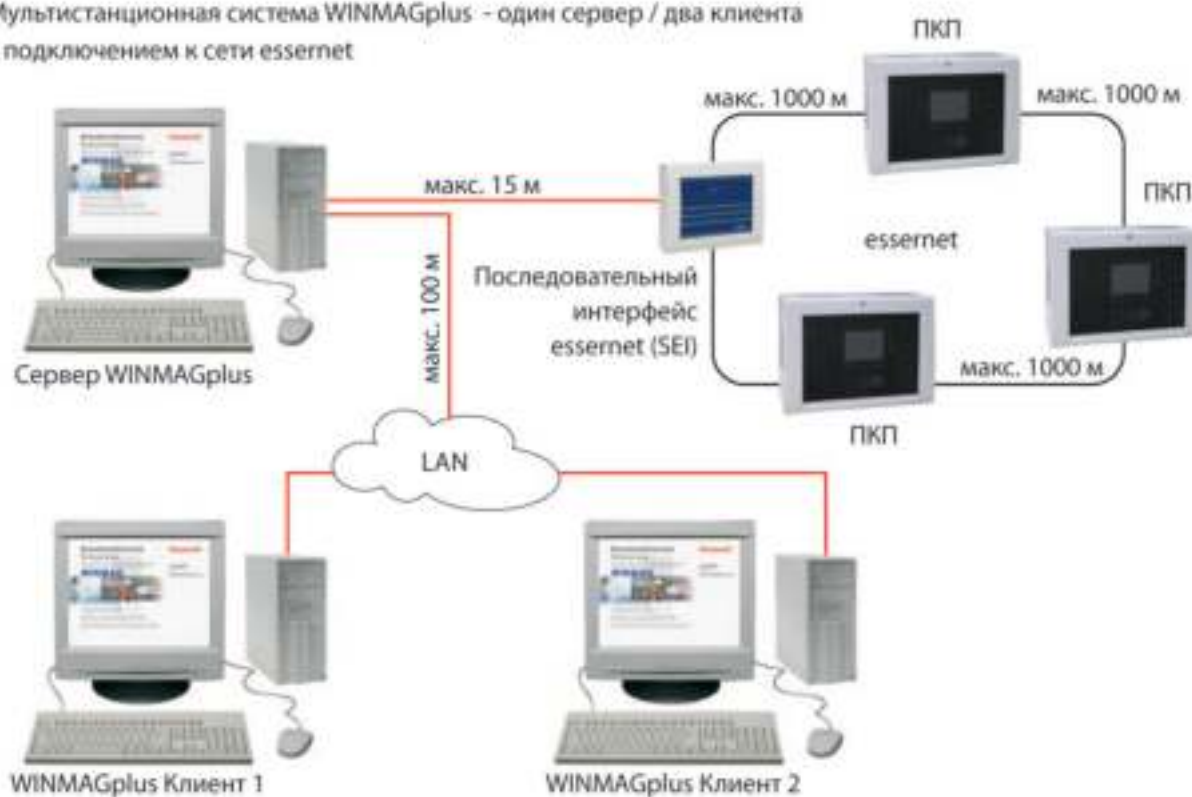 Мультистанционная система WINMAGplus - один сервер / два клиента
подключением к сети essernet
ПКП
макс. 1000 м
макс. 1000 м
ПКП
макс. 15 м
essernet
Последовательный
интерфейс
essernet (SEI)
макс. 100 м
макс. 1000 м
Сервер WINMAGplus
ПКП
LAN
WINMAGplus Клиент 1
WINMAGplus Клиент 2